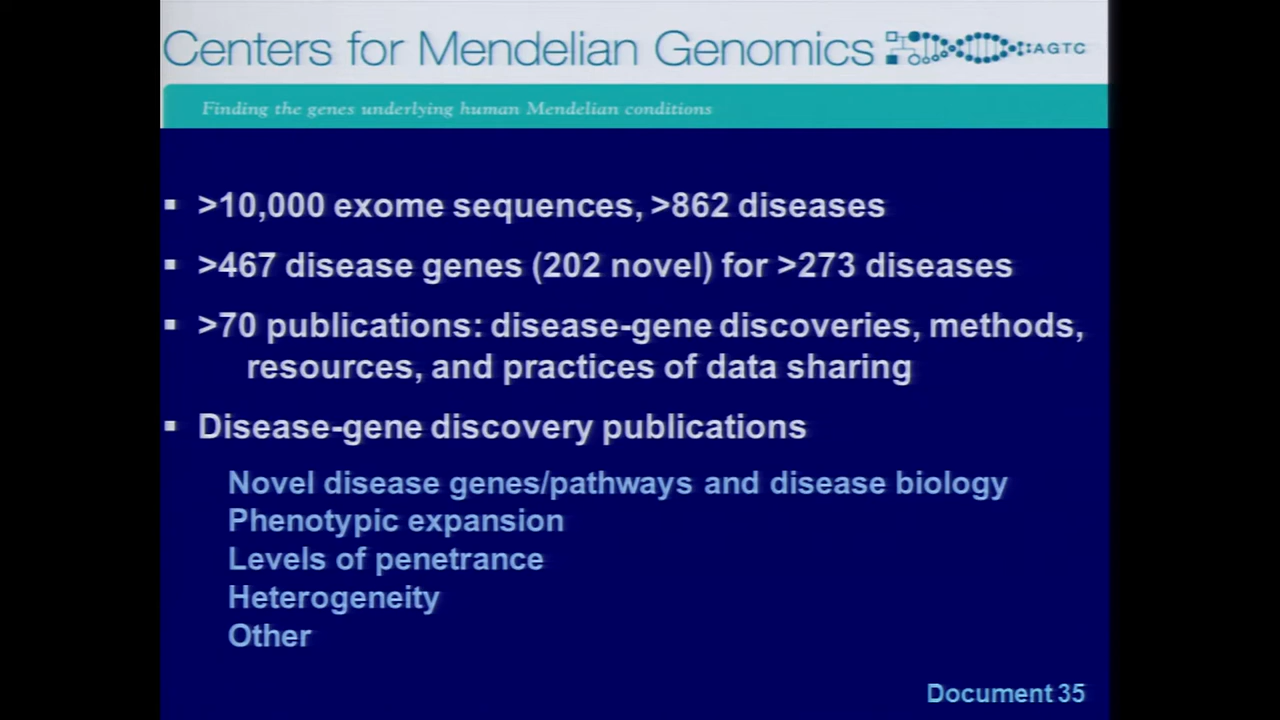 Centers for Mendelian Genomics AGTC
Finding the genes underlying human Mendelian conditions
▪ >10,000 exome sequences, >862 diseases
▪ >467 disease genes (202 novel) for >273 diseases
▪ >70 publications: disease-gene discoveries, methods,
resources, and practices of data sharing
▪ Disease-gene discovery publications
Novel disease genes/pathways and disease biology
Phenotypic expansion
Levels of penetrance
Heterogeneity
Other
Document 35